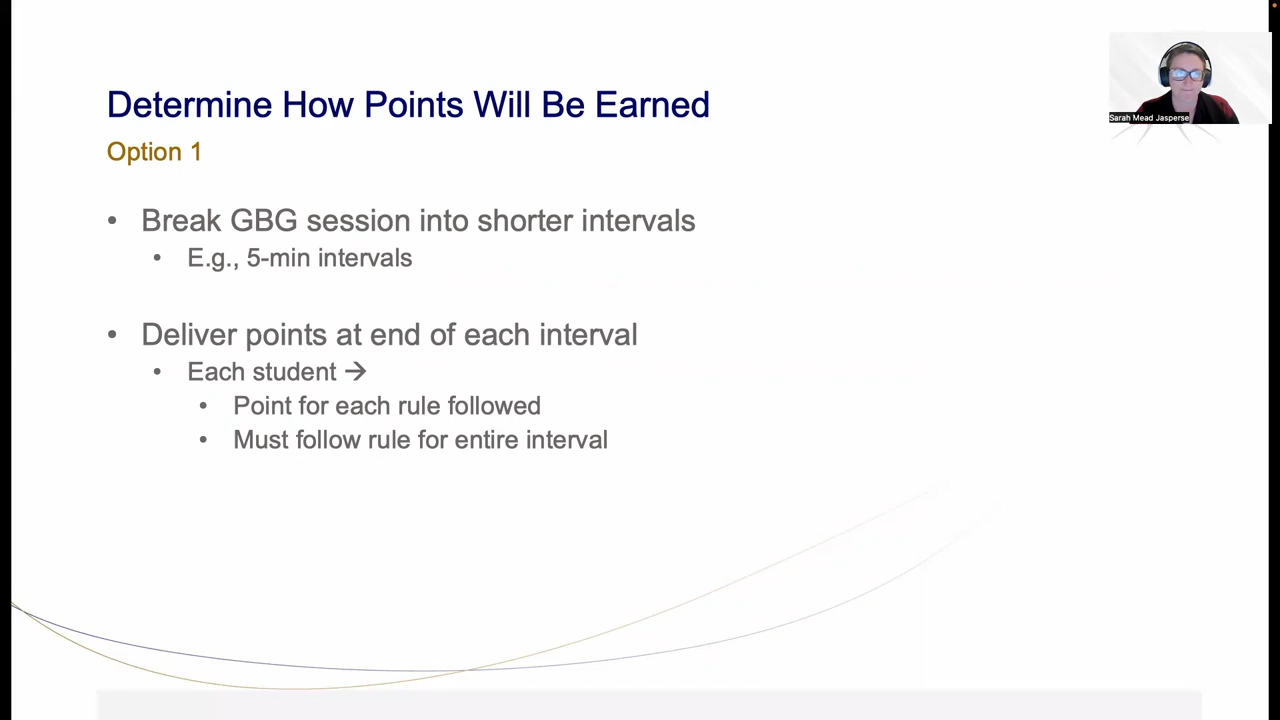 Determine How Points Will Be Earned
Option 1
• Break GBG session into shorter intervals
• E.g., 5-min intervals
• Deliver points at end of each interval
• Each student →
• Point for each rule followed
• Must follow rule for entire interval
Sarah Mead Jasperse